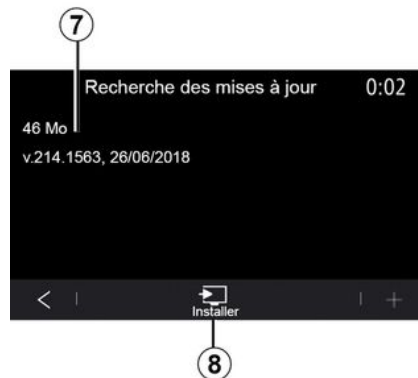 7
Recherche des mises à jour 0:02
46 Mo
v.214.1563, 26/06/2018
Installer
8